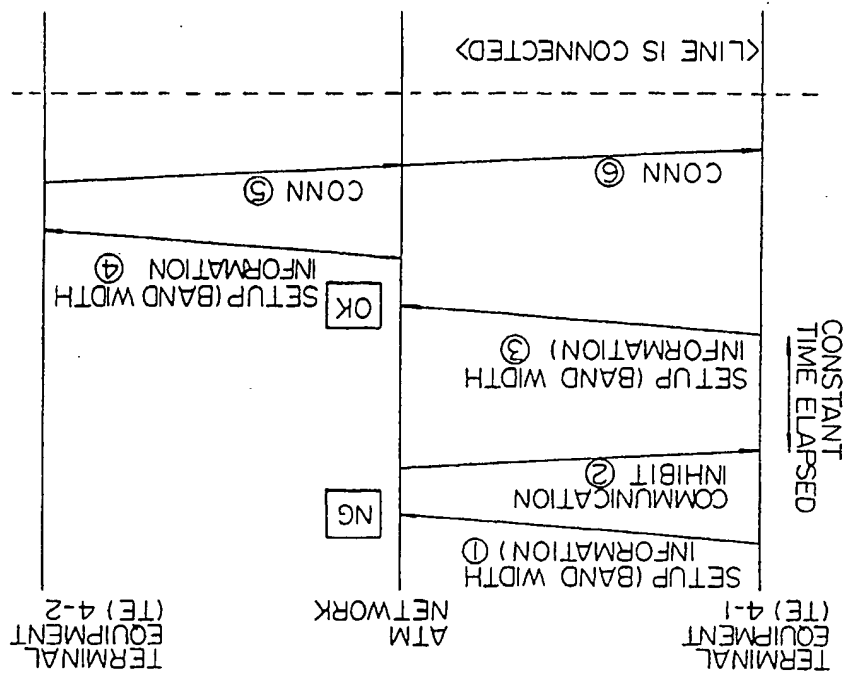 TERMINAL
EQUIPMENT
(TE) 4-1
ATM
NETWORK
TERMINAL
EQUIPMENT
(TE) 4-2
SETUP (BAND WIDTH
INFORMATION) ①
NG
COMMUNICATION
INHIBIT ②
CONSTANT
TIME ELAPSED
SETUP (BAND WIDTH
INFORMATION) ③
OK
SETUP (BAND WIDTH
INFORMATION ④
CONN ⑤
CONN ⑥
<LINE IS CONNECTED>